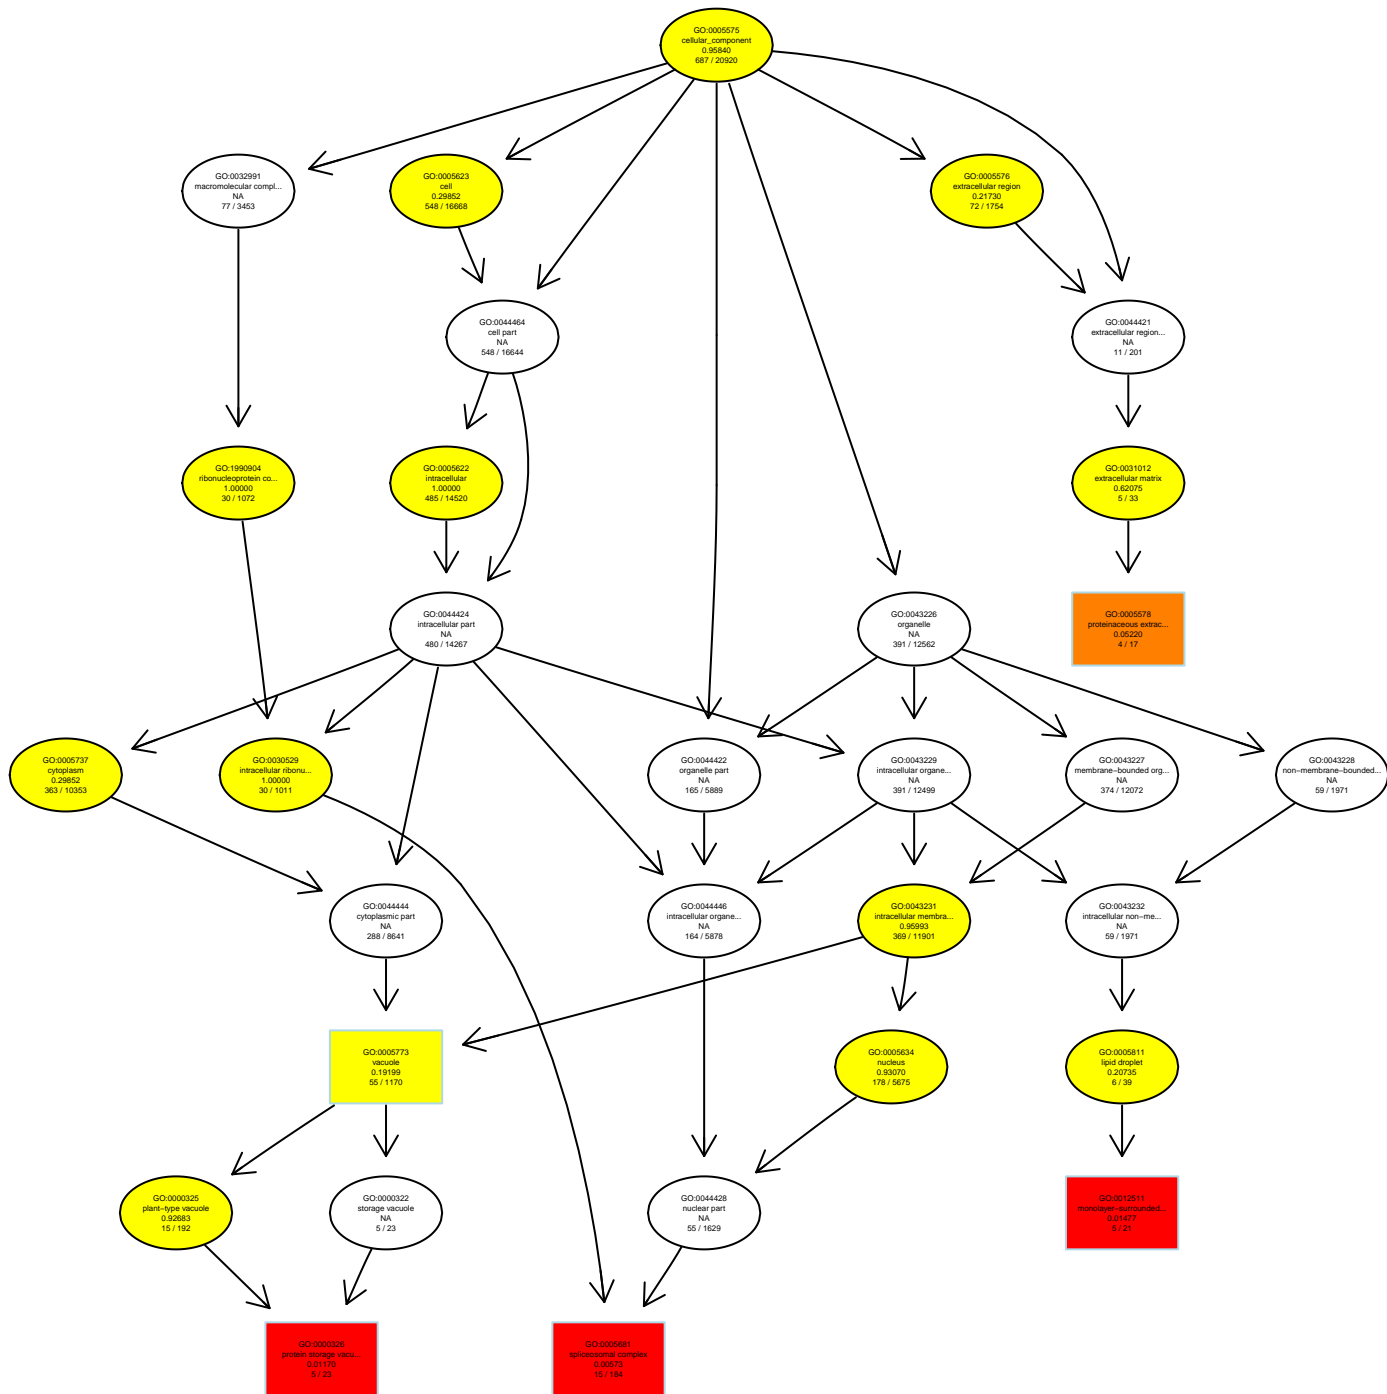 GO:0005575
cellular_component
0.95840
687 / 20920
GO:0032991
macromolecular compl...
NA
77 / 3453
GO:0005623
cell
0.29852
548 / 16668
GO:0005576
extracellular region
0.21730
72 / 1754
GO:0044464
cell part
NA
548 / 16644
GO:0044421
extracellular region...
NA
11 / 201
GO:1990904
ribonucleoprotein co...
1.00000
30 / 1072
GO:0005622
intracellular
1.00000
485 / 14520
GO:0031012
extracellular matrix
0.62075
5 / 33
GO:0044424
intracellular part
NA
480 / 14267
GO:0043226
organelle
NA
391 / 12562
GO:0005578
proteinaceous extrac...
0.05220
4 / 17
GO:0005737
cytoplasm
0.29852
363 / 10353
GO:0030529
intracellular ribonu...
1.00000
30 / 1011
GO:0044422
organelle part
NA
165 / 5889
GO:0043229
intracellular organe...
NA
391 / 12499
GO:0043227
membrane−bounded org...
NA
374 / 12072
GO:0043228
non−membrane−bounded...
NA
59 / 1971
GO:0044444
cytoplasmic part
NA
288 / 8641
GO:0044446
intracellular organe...
NA
164 / 5878
GO:0043231
intracellular membra...
0.95993
369 / 11901
GO:0043232
intracellular non−me...
NA
59 / 1971
GO:0005773
vacuole
0.19199
55 / 1170
GO:0005634
nucleus
0.93070
178 / 5675
GO:0005811
lipid droplet
0.20735
6 / 39
GO:0000325
plant−type vacuole
0.92683
15 / 192
GO:0000322
storage vacuole
NA
5 / 23
GO:0044428
nuclear part
NA
55 / 1629
GO:0012511
monolayer−surrounded...
0.01477
5 / 21
GO:0000326
protein storage vacu...
0.01170
5 / 23
GO:0005681
spliceosomal complex
0.00573
15 / 184